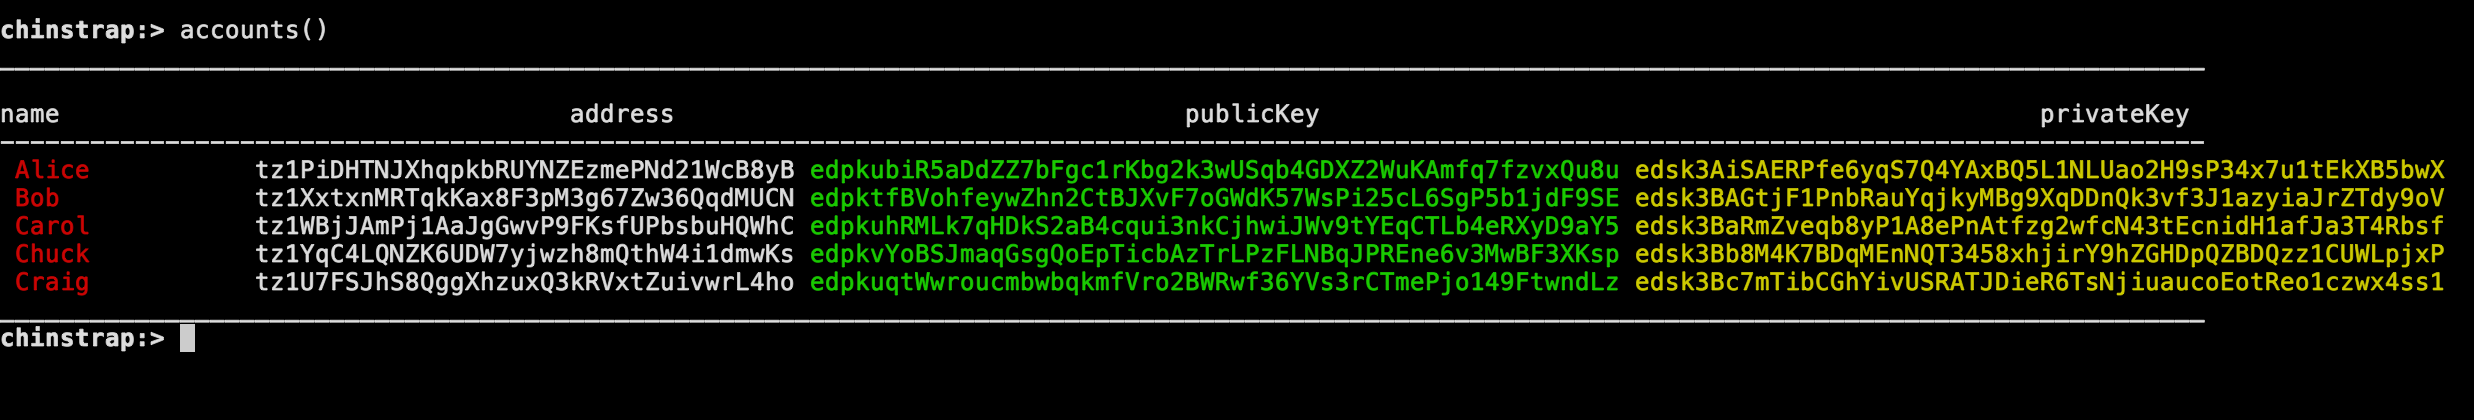 chinstrap:> accounts()
name address publicKey privateKey
Alice tz1PiDHTNJXhqpkbRUYNZEzmePNd21WcB8yB edpkubiR5aDdZZ7bFgc1rKbg2k3wUSqb4GDXZ2WuKAmfq7fzvxQu8u edsk3AiSAERPfe6yqS7Q4YAxBQ5L1NLUao2H9sP34x7u1tEkXB5bwX
Bob tz1XxtxnMRTqkKax8F3pM3g67Zw36QqdMUCN edpktfBVohfeywZhn2CtBJXvF7oGWdK57WsPi25cL6SgP5b1jdF9SE edsk3BAGtjF1PnbRauYqjkyMBg9XqDDnQk3vf3J1azyiaJrZTdy9oV
Carol tz1WBjJAmPj1AaJgGwvP9FKsfUPbsbuHQWhC edpkuhRMLk7qHDkS2aB4cqui3nkCjhwiJWv9tYEqCTLb4eRXyD9aY5 edsk3BaRmZveqb8yP1A8ePnAtfzg2wfcN43tEcnidH1afJa3T4Rbsf
Chuck tz1YqC4LQNZK6UDW7yjwzh8mQthW4i1dmwKs edpkvYoBSJmaqGsgQoEpTicbAzTrLPzFLNBqJPREne6v3MwBF3XKsp edsk3Bb8M4K7BDqMEnNQT3458xhjirY9hZGHDpQZBDQzz1CUWLpjxP
Craig tz1U7FSJhS8QggXhzuxQ3kRVxtZuivwrL4ho edpkuqtWwroucmbwbqkmfVro2BWRwf36YVs3rCTmePjo149FtwndLz edsk3Bc7mTibCGhYivUSRATJDieR6TsNjiuaucoEotReo1czwx4ss1
chinstrap:>